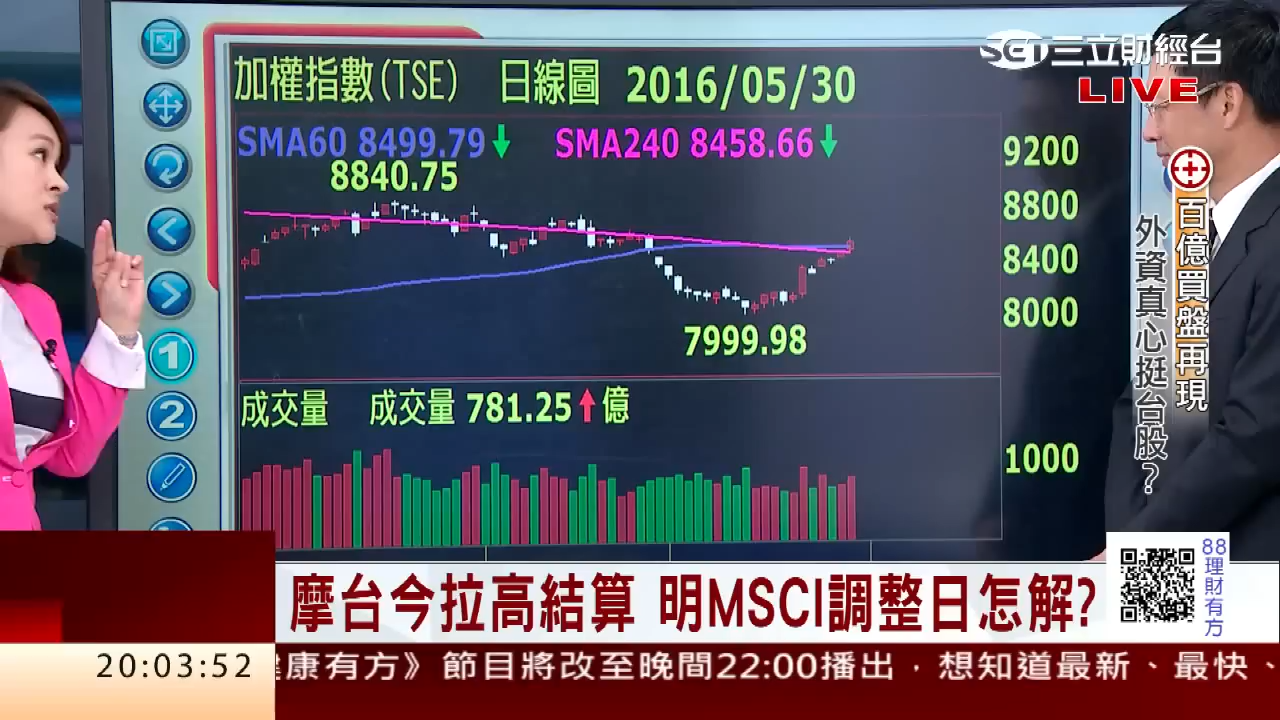 SET三立財經台
LIVE
加權指數(TSE) 日線圖 2016/05/30
SMA60 8499.79↓ SMA240 8458.66↓
8840.75
7999.98
9200
8800
8400
8000
成交量 成交量 781.25↑億
1000
1
2
百億買盤再現
外資真心挺台股?
摩台今拉高結算 明MSCI調整日怎解?
88理財有方
20:03:52
康有方》節目將改至晚間22:00播出,想知道最新、最快、